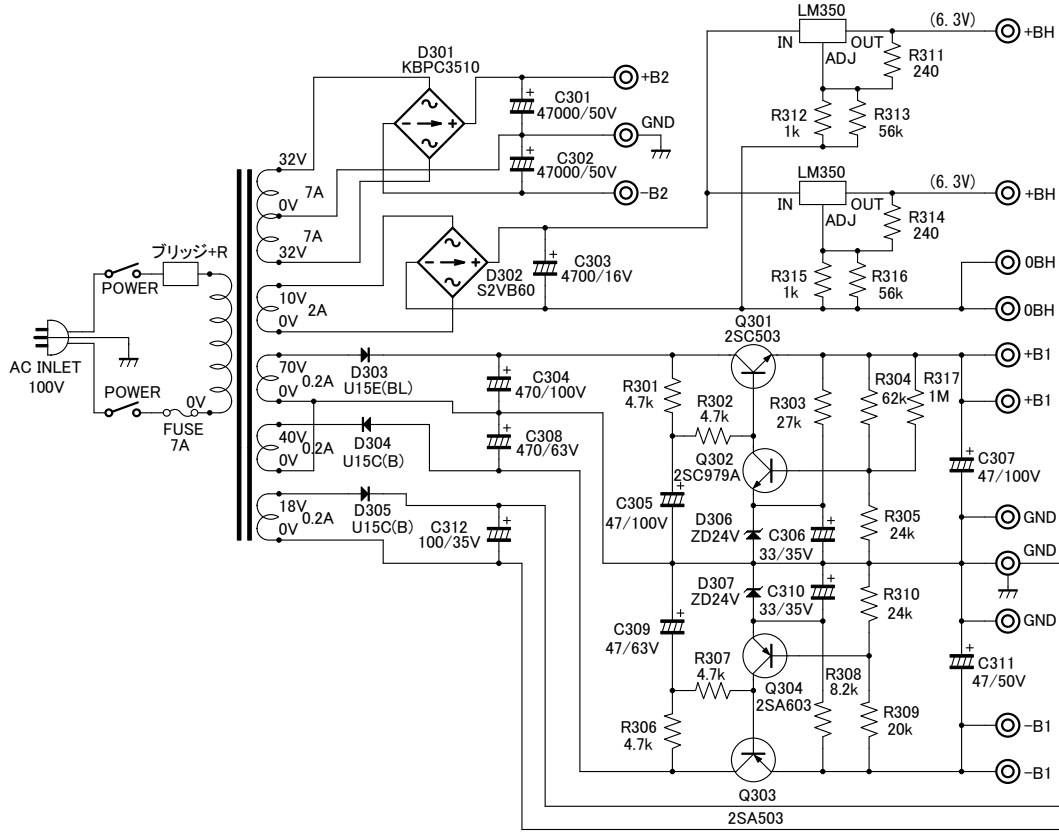 LM350
IN
OUT
ADJ
(6.3V)
+BH
R311
240
R312
1k
R313
56k
D301
KBPC3510
+B2
C301
47000/50V
GND
C302
47000/50V
-B2
32V
7A
0V
7A
32V
LM350
IN
OUT
ADJ
(6.3V)
+BH
R314
240
R315
1k
R316
56k
0BH
0BH
C303
4700/16V
D302
S2VB60
ブリッジ+R
POWER
10V
2A
0V
AC INLET
100V
POWER
0V
FUSE
7A
70V
0.2A
0V
D303
U15E(BL)
C304
470/100V
40V
0.2A
0V
D304
U15C(B)
C308
470/63V
18V
0.2A
0V
D305
U15C(B)
C312
100/35V
Q301
2SC503
+B1
R301
4.7k
R302
4.7k
R303
27k
R304
62k
R317
1M
+B1
Q302
2SC979A
C305
47/100V
C307
47/100V
D306
ZD24V
C306
33/35V
R305
24k
GND
GND
D307
ZD24V
C310
33/35V
R310
24k
GND
C309
47/63V
R307
4.7k
Q304
2SA603
R308
8.2k
C311
47/50V
R306
4.7k
R309
20k
-B1
-B1
Q303
2SA503